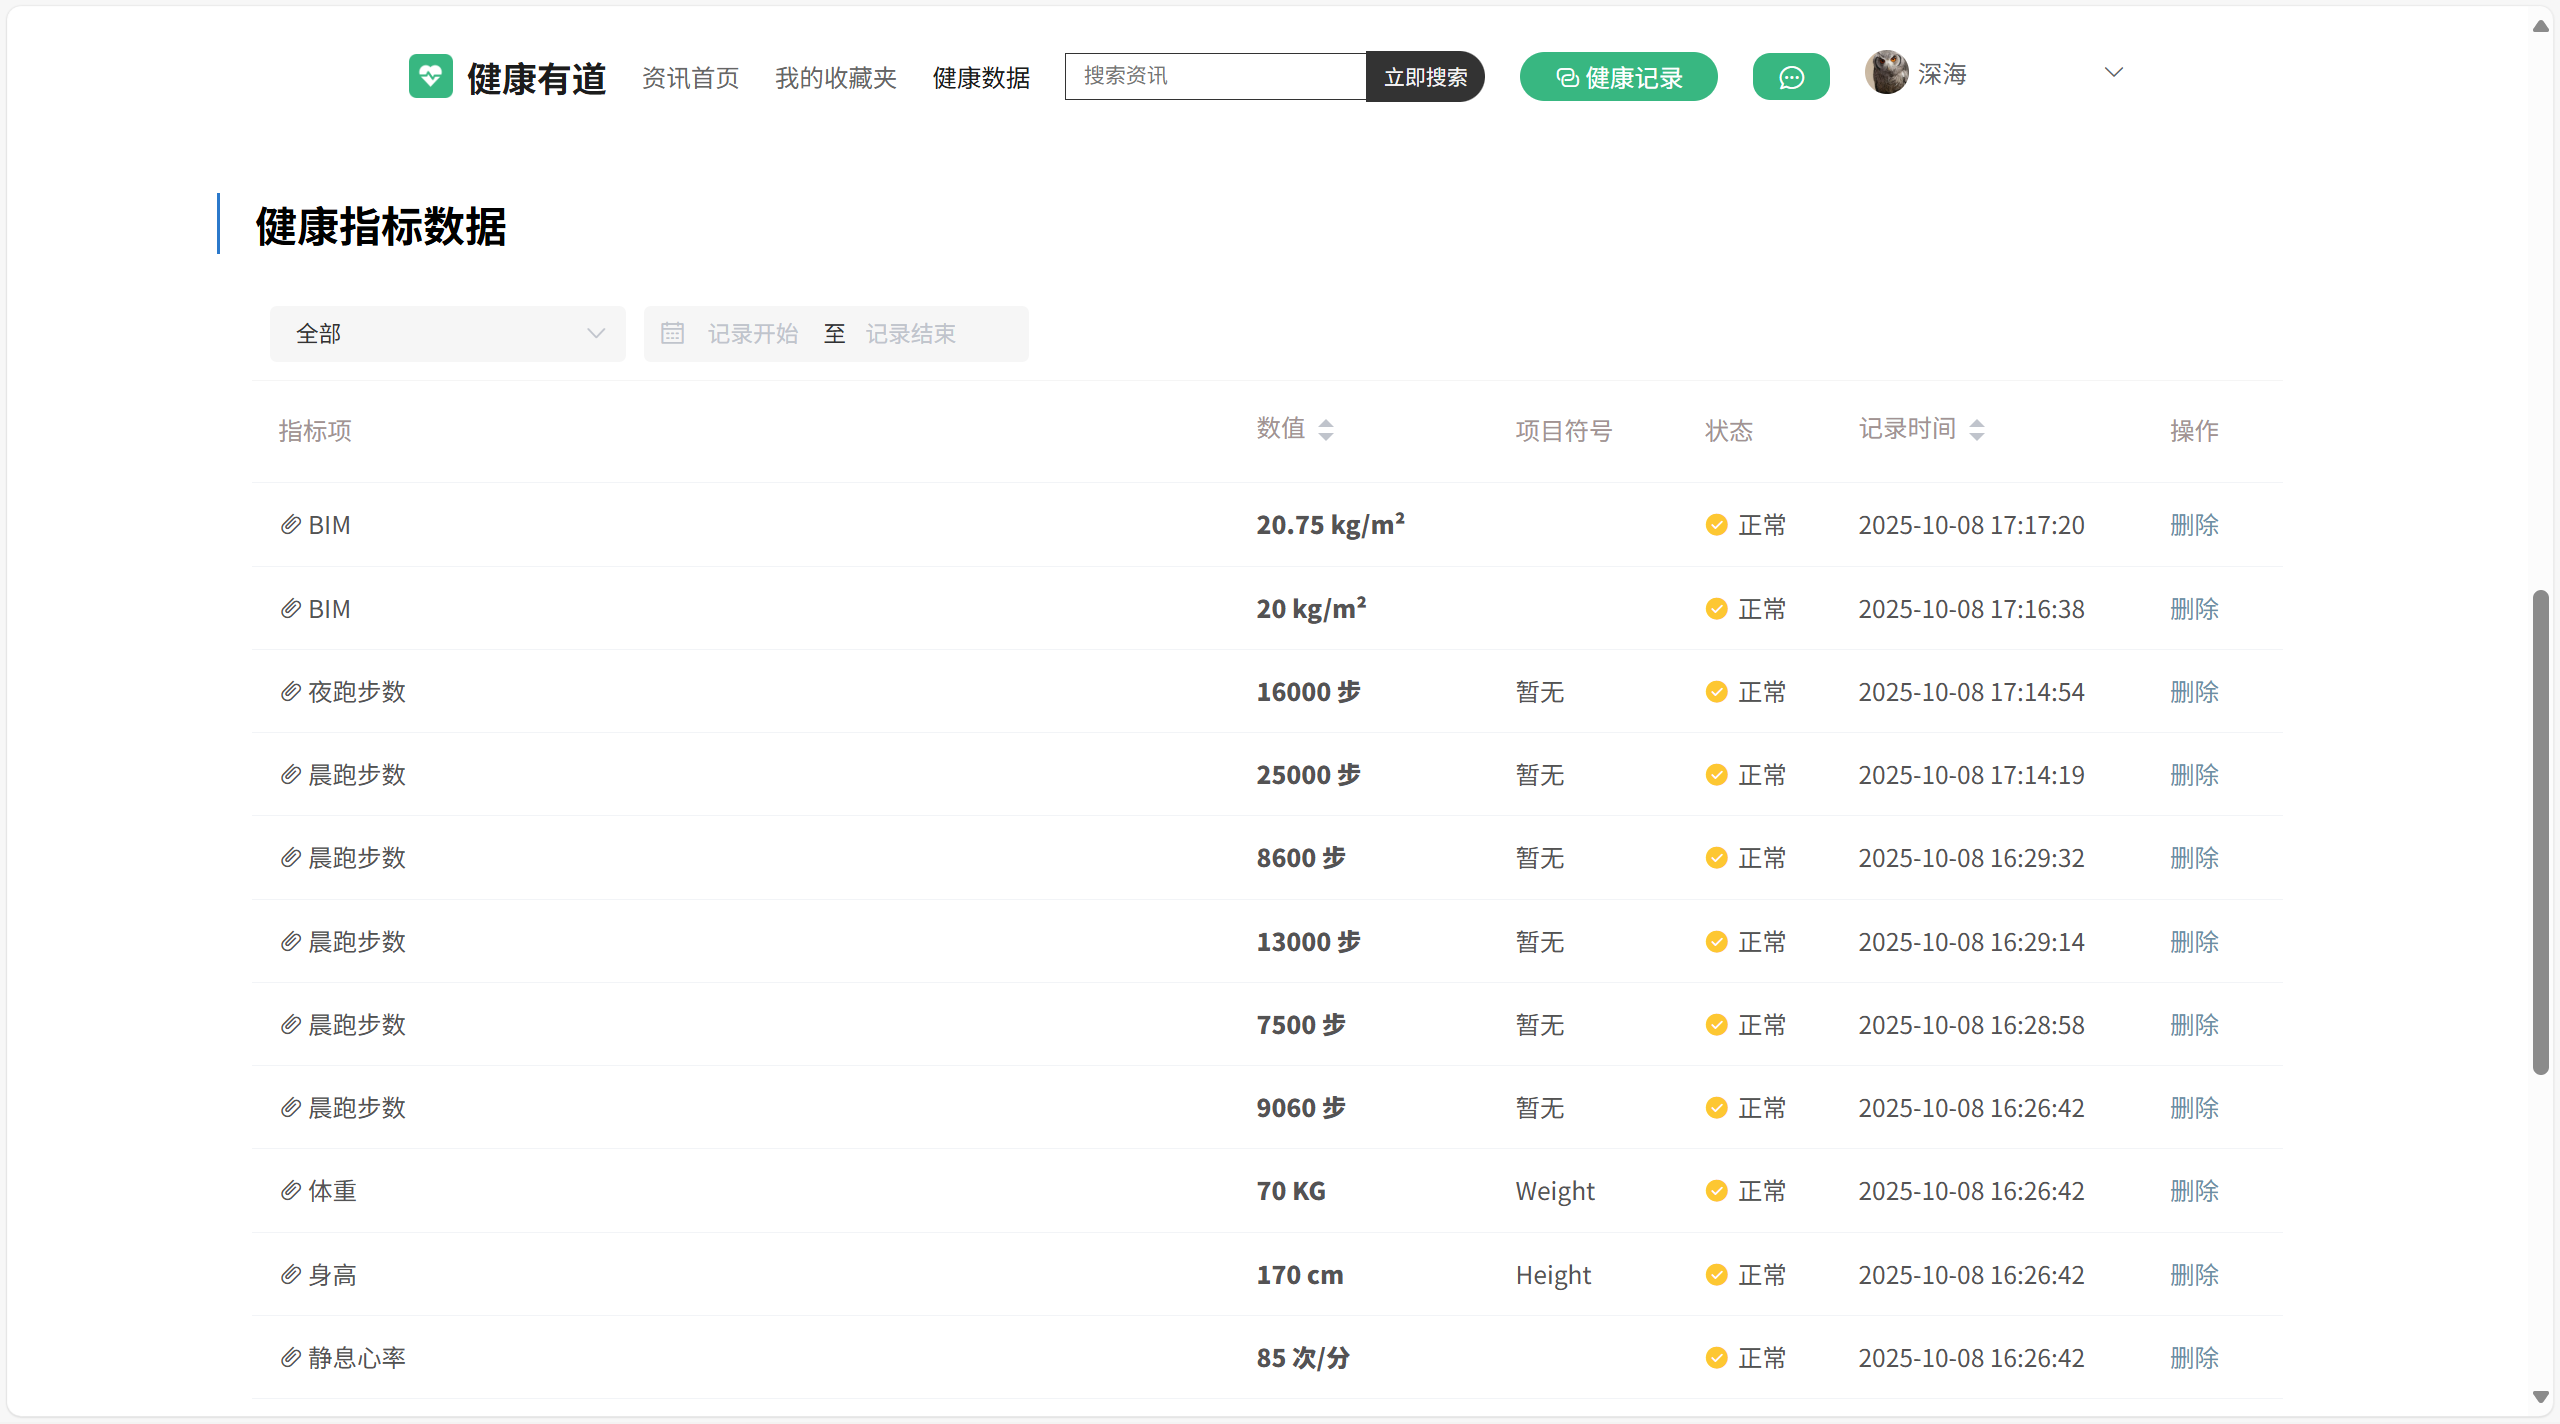 健康有道 资讯首页 我的收藏夹 健康数据 搜索资讯 立即搜索 健康记录 深海
健康指标数据
全部 记录开始 至 记录结束
指标项 数值 项目符号 状态 记录时间 操作
BIM 20.75 kg/m² 正常 2025-10-08 17:17:20 删除
BIM 20 kg/m² 正常 2025-10-08 17:16:38 删除
夜跑步数 16000 步 暂无 正常 2025-10-08 17:14:54 删除
晨跑步数 25000 步 暂无 正常 2025-10-08 17:14:19 删除
晨跑步数 8600 步 暂无 正常 2025-10-08 16:29:32 删除
晨跑步数 13000 步 暂无 正常 2025-10-08 16:29:14 删除
晨跑步数 7500 步 暂无 正常 2025-10-08 16:28:58 删除
晨跑步数 9060 步 暂无 正常 2025-10-08 16:26:42 删除
体重 70 KG Weight 正常 2025-10-08 16:26:42 删除
身高 170 cm Height 正常 2025-10-08 16:26:42 删除
静息心率 85 次/分 正常 2025-10-08 16:26:42 删除